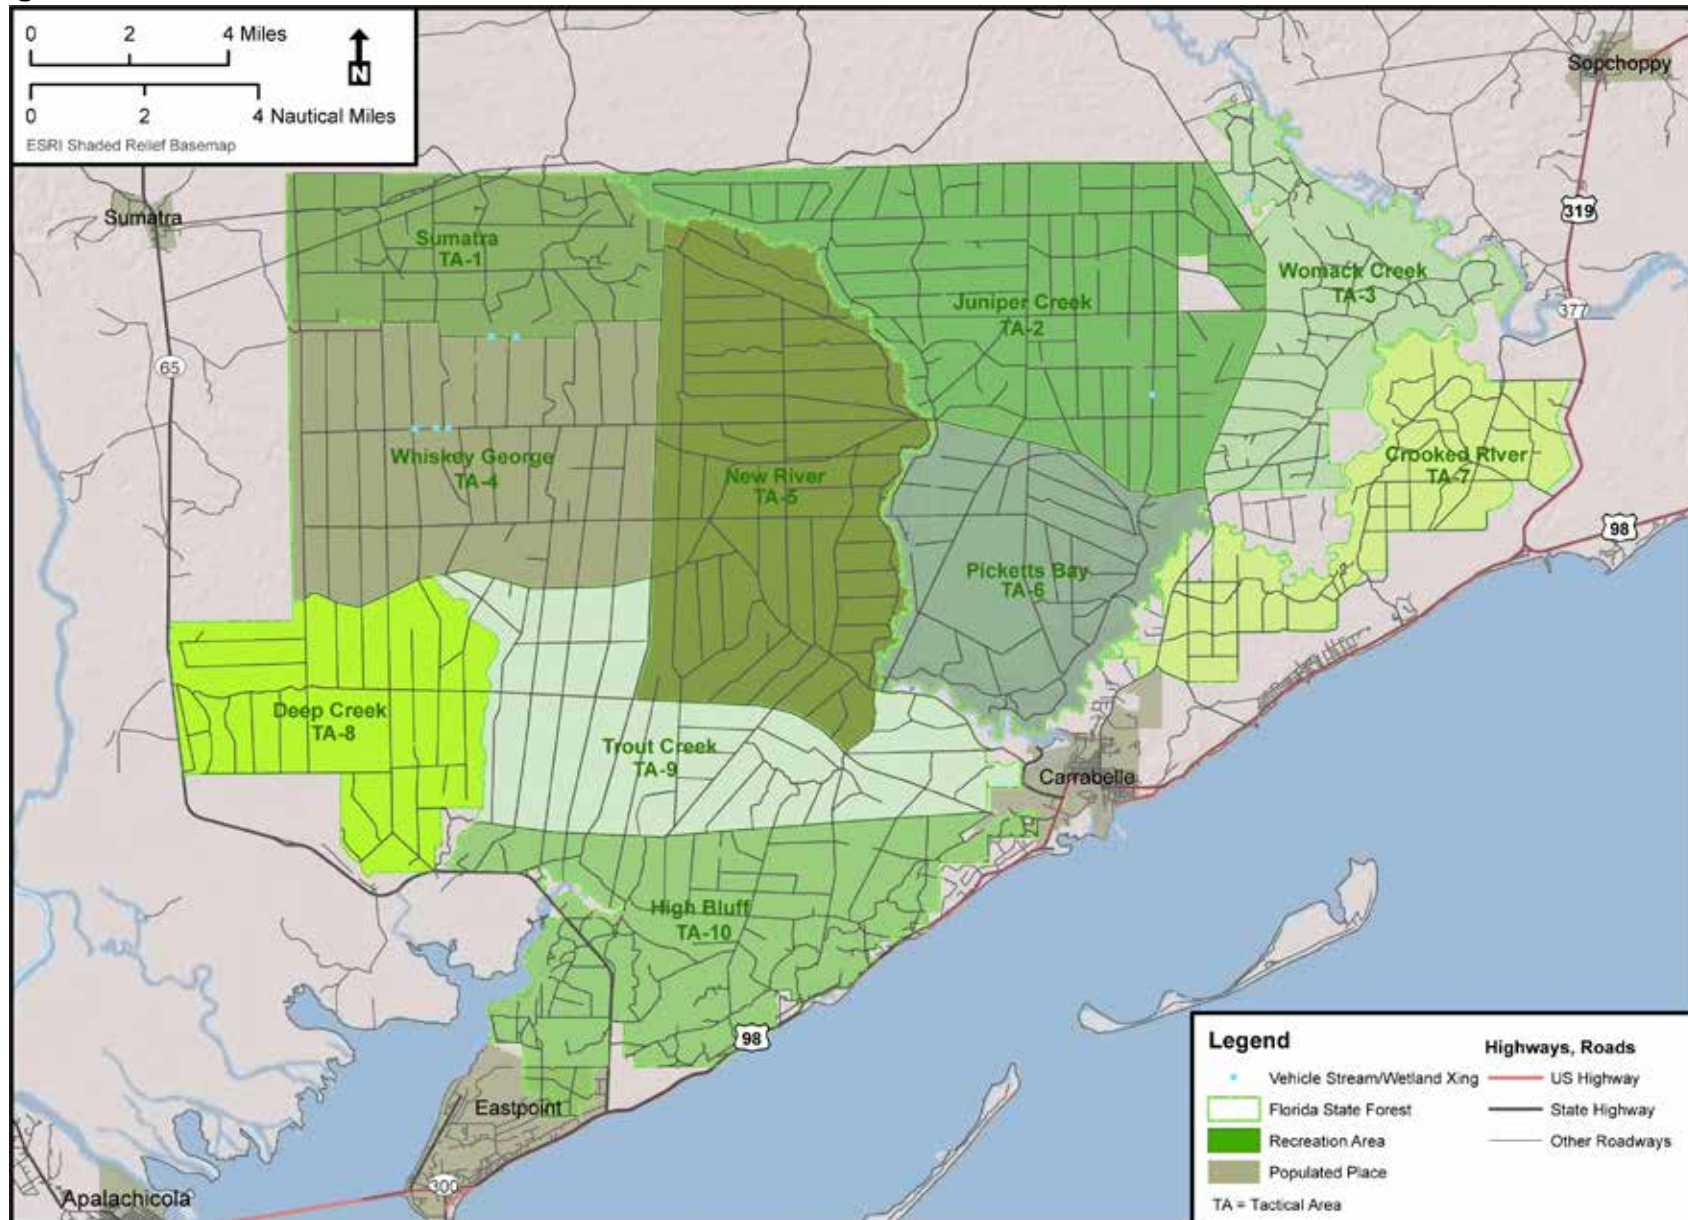 0 2 4 Miles
N
0 2 4 Nautical Miles
ESRI Shaded Relief Basemap
Sopchoppy
Sumatra
319
Sumatra
TA-1
Womack Creek
TA-3
Juniper Creek
TA-2
377
65
Whiskey George
TA-4
New River
TA-5
Crooked River
TA-7
98
Picketts Bay
TA-6
Deep Creek
TA-8
Trout Creek
TA-9
Carrabelle
High Bluff
TA-10
98
Eastpoint
300
Apalachicola
Legend
Vehicle Stream/Wetland Xing
Florida State Forest
Recreation Area
Populated Place
TA = Tactical Area
Highways, Roads
US Highway
State Highway
Other Roadways